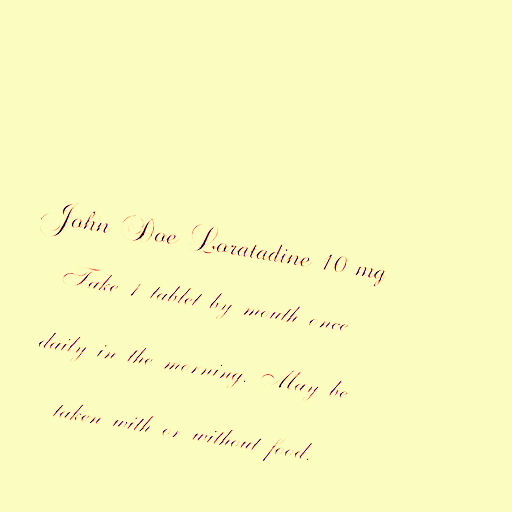 John Doe Loratadine 10 mg
Take 1 tablet by mouth once
daily in the morning. May be
taken with or without food.